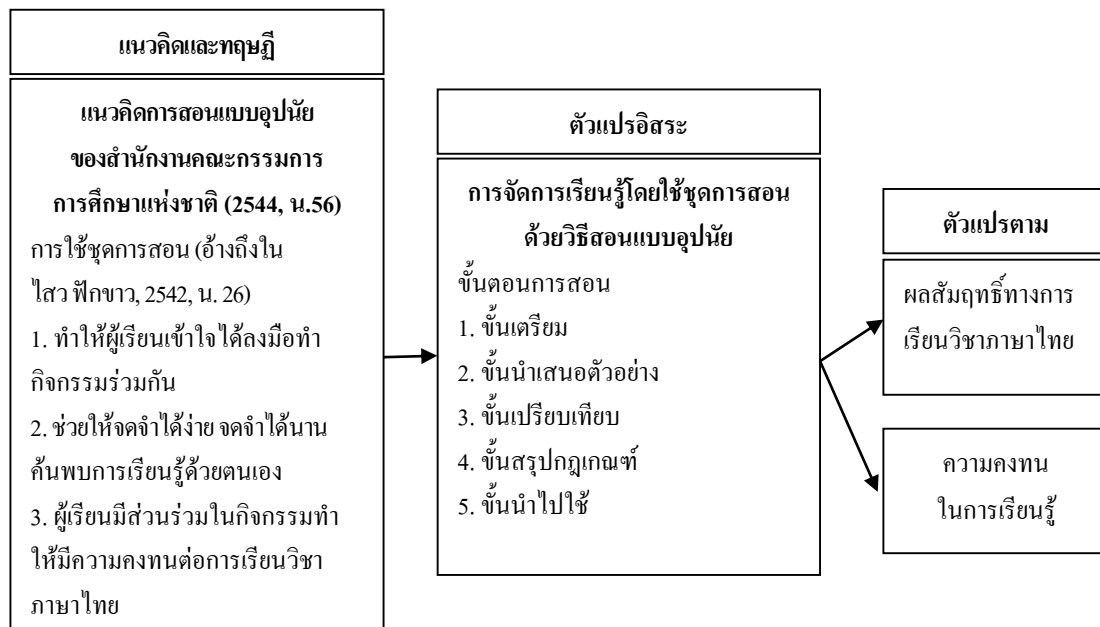 แนวคิดและทฤษฎี
แนวคิดการสอนแบบอุปนัย
ของสำนักงานคณะกรรมการ
การศึกษาแห่งชาติ (2544, น.56)
การใช้ชุดการสอน (อ้างถึงใน
ไสว ฟักขาว, 2542, น. 26)
1. ทำให้ผู้เรียนเข้าใจ ได้ลงมือทำ
กิจกรรมร่วมกัน
2. ช่วยให้จดจำได้ง่าย จดจำได้นาน
ค้นพบการเรียนรู้ด้วยตนเอง
3. ผู้เรียนมีส่วนร่วมในกิจกรรมทำ
ให้มีความคงทนต่อการเรียนวิชา
ภาษาไทย
ตัวแปรอิสระ
การจัดการเรียนรู้โดยใช้ชุดการสอน
ด้วยวิธีสอนแบบอุปนัย
ขั้นตอนการสอน
1. ขั้นเตรียม
2. ขั้นนำเสนอตัวอย่าง
3. ขั้นเปรียบเทียบ
4. ขั้นสรุปกฎเกณฑ์
5. ขั้นนำไปใช้
ตัวแปรตาม
ผลสัมฤทธิ์ทางการ
เรียนวิชาภาษาไทย
ความคงทน
ในการเรียนรู้